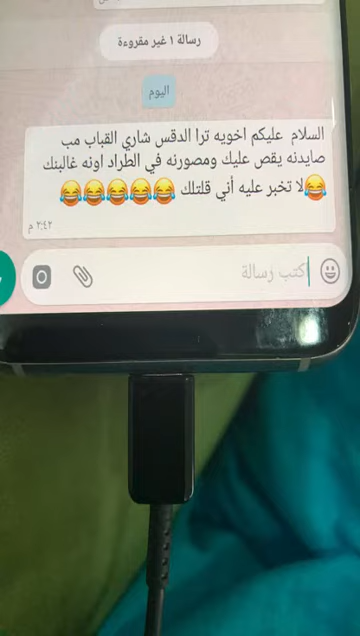 رسالة ١ غير مقروءة
اليوم
السلام عليكم اخويه ترا الدقس شاري القباب مب
صايدنه يقص عليك ومصورنه في الطراد اونه غالبنك
😂لا تخبر عليه أني قلتلك 😂😂😂😂😂
٢:٤٢ م
اكتب رسالة